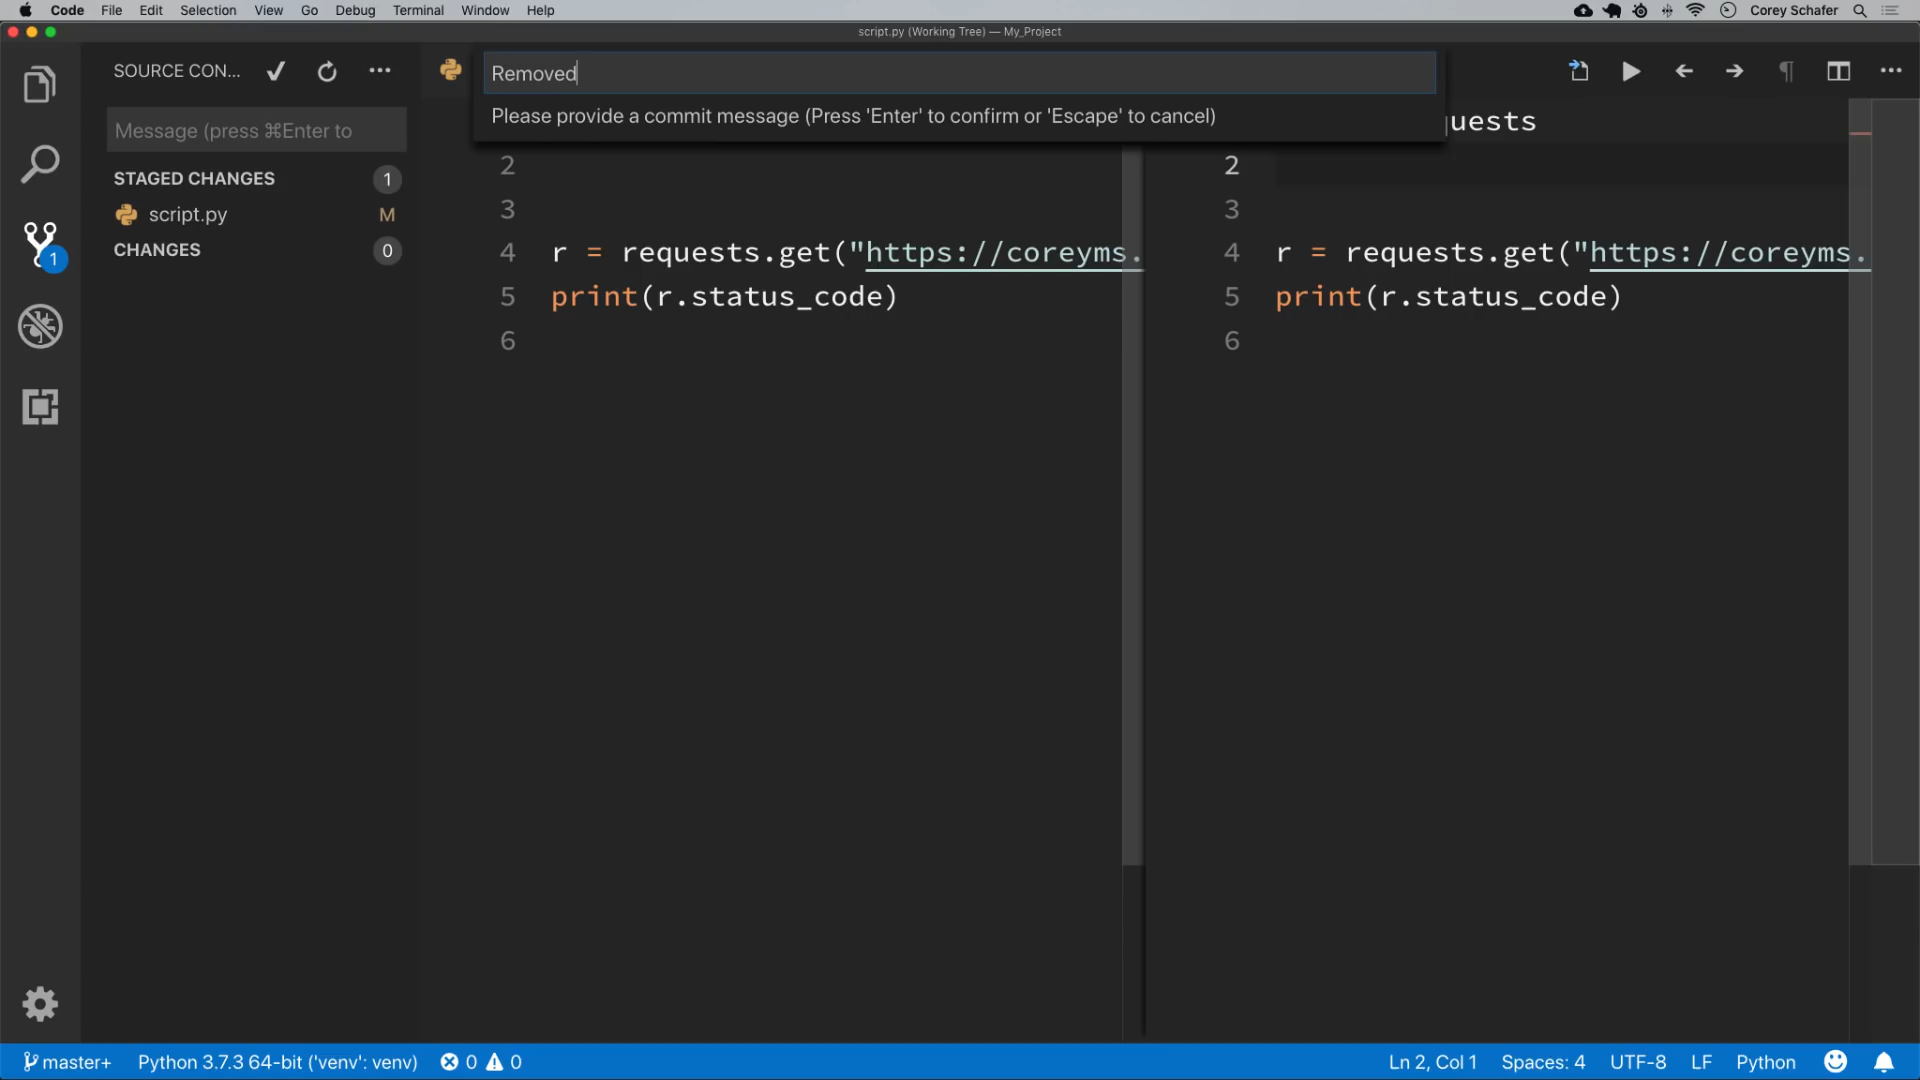 Code File Edit Selection View Go Debug Terminal Window Help Corey Schafer
script.py (Working Tree) — My_Project
SOURCE CON...
Removed
Please provide a commit message (Press 'Enter' to confirm or 'Escape' to cancel)
Message (press ⌘Enter to
STAGED CHANGES 1
script.py M
CHANGES 0
1
2
3
4 r = requests.get("https://coreyms.
5 print(r.status_code)
6
uests
2
3
4 r = requests.get("https://coreyms.
5 print(r.status_code)
6
master+ Python 3.7.3 64-bit ('venv': venv) 0 0 Ln 2, Col 1 Spaces: 4 UTF-8 LF Python